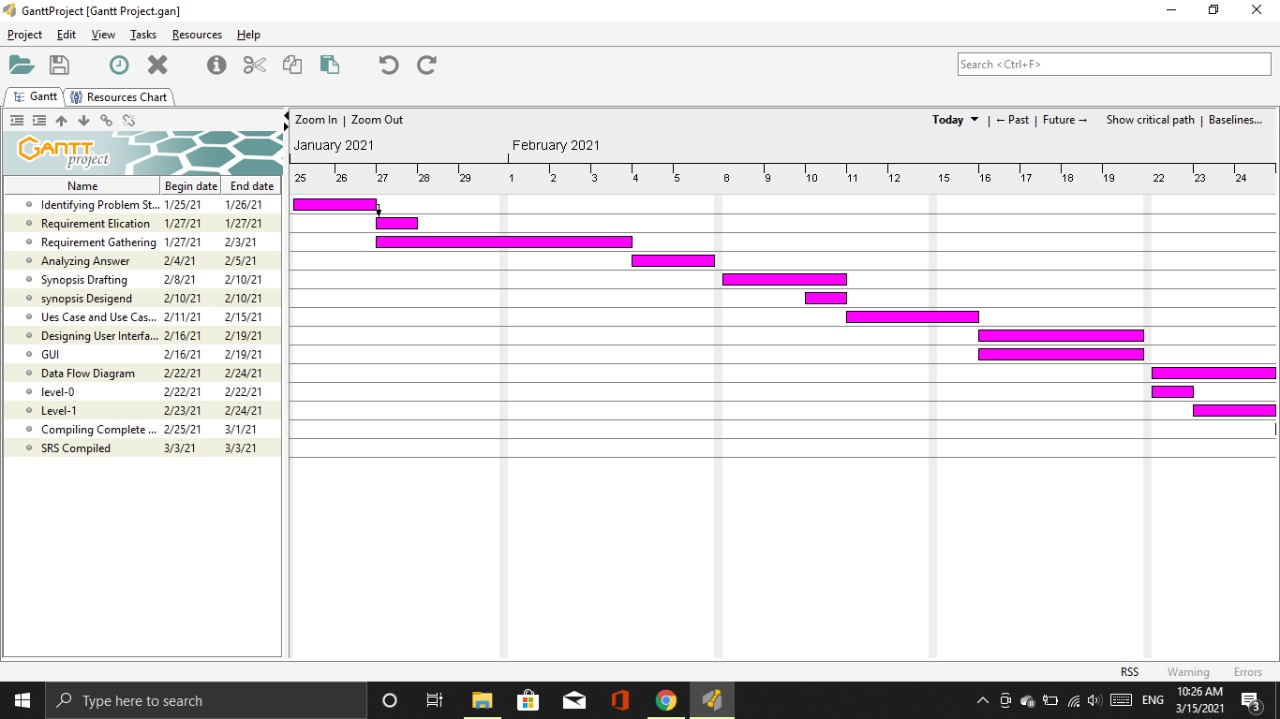 GanttProject [Gantt Project.gan]
Project Edit View Tasks Resources Help
Search <Ctrl+F>
Gantt Resources Chart
Zoom In | Zoom Out Today | ← Past | Future → Show critical path | Baselines...
GANTT project
January 2021 February 2021
25 26 27 28 29 1 2 3 4 5 8 9 10 11 12 15 16 17 18 19 22 23 24
Name Begin date End date
Identifying Problem St... 1/25/21 1/26/21
Requirement Elication 1/27/21 1/27/21
Requirement Gathering 1/27/21 2/3/21
Analyzing Answer 2/4/21 2/5/21
Synopsis Drafting 2/8/21 2/10/21
synopsis Desigend 2/10/21 2/10/21
Ues Case and Use Cas... 2/11/21 2/15/21
Designing User Interfa... 2/16/21 2/19/21
GUI 2/16/21 2/19/21
Data Flow Diagram 2/22/21 2/24/21
level-0 2/22/21 2/22/21
Level-1 2/23/21 2/24/21
Compiling Complete ... 2/25/21 3/1/21
SRS Compiled 3/3/21 3/3/21
RSS Warning Errors
Type here to search
ENG
10:26 AM
3/15/2021
3